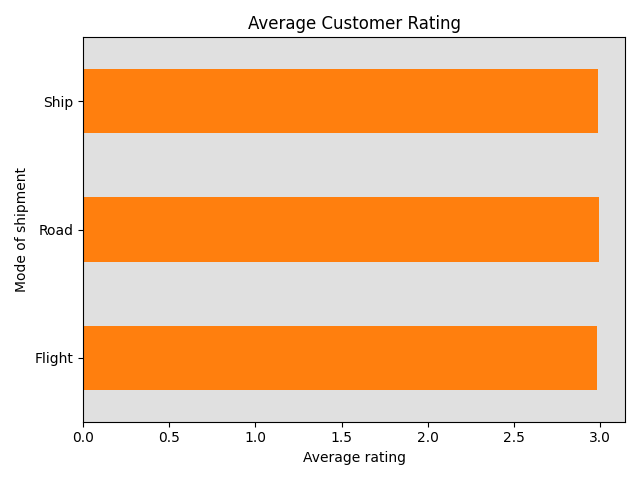 Average Customer Rating
Mode of shipment
Ship
Road
Flight
0.0 0.5 1.0 1.5 2.0 2.5 3.0
Average rating